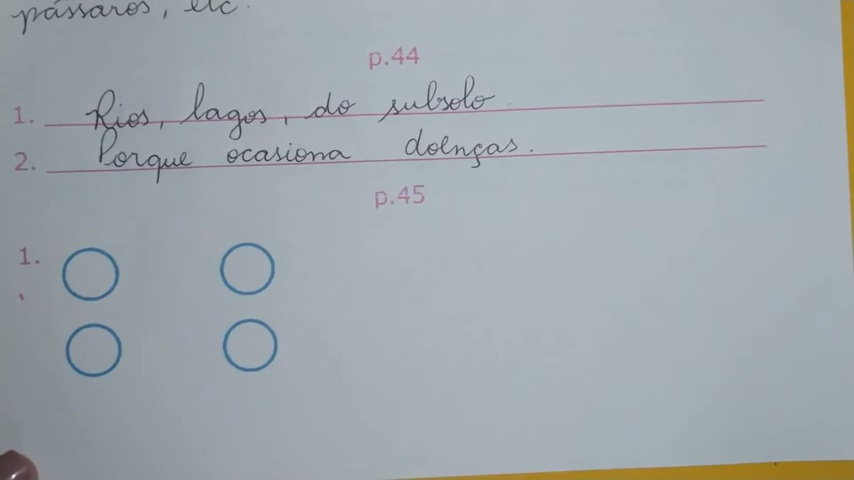 pássaros, etc.
p.44
1. Rios, lagos, do subsolo.
2. Porque ocasiona doenças.
p.45
1.